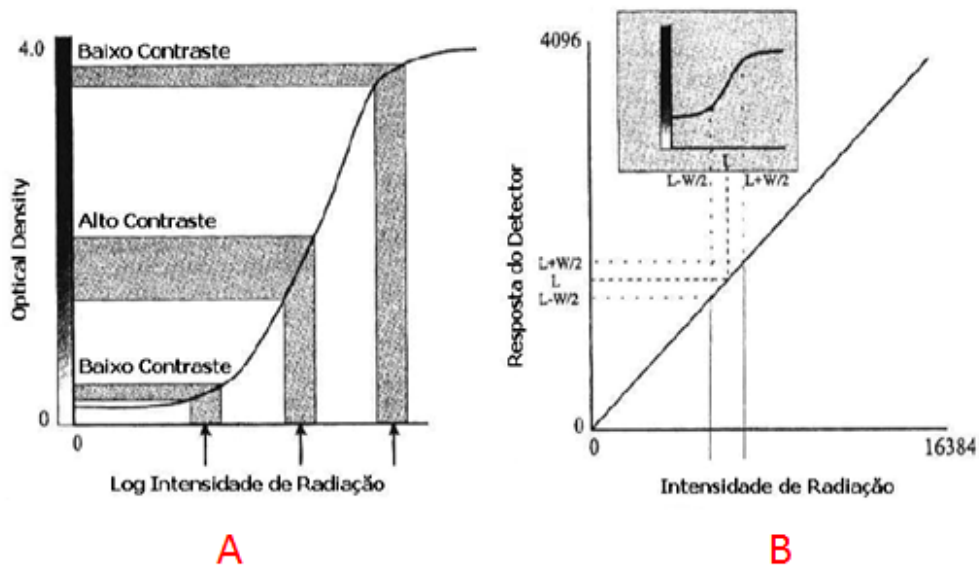 4.0
Baixo Contraste
Alto Contraste
Baixo Contraste
0
0
Optical Density
Log Intensidade de Radiação
A
4096
L
L-W/2
L+W/2
L+W/2
L
L-W/2
0
0
16384
Resposta do Detector
Intensidade de Radiação
B